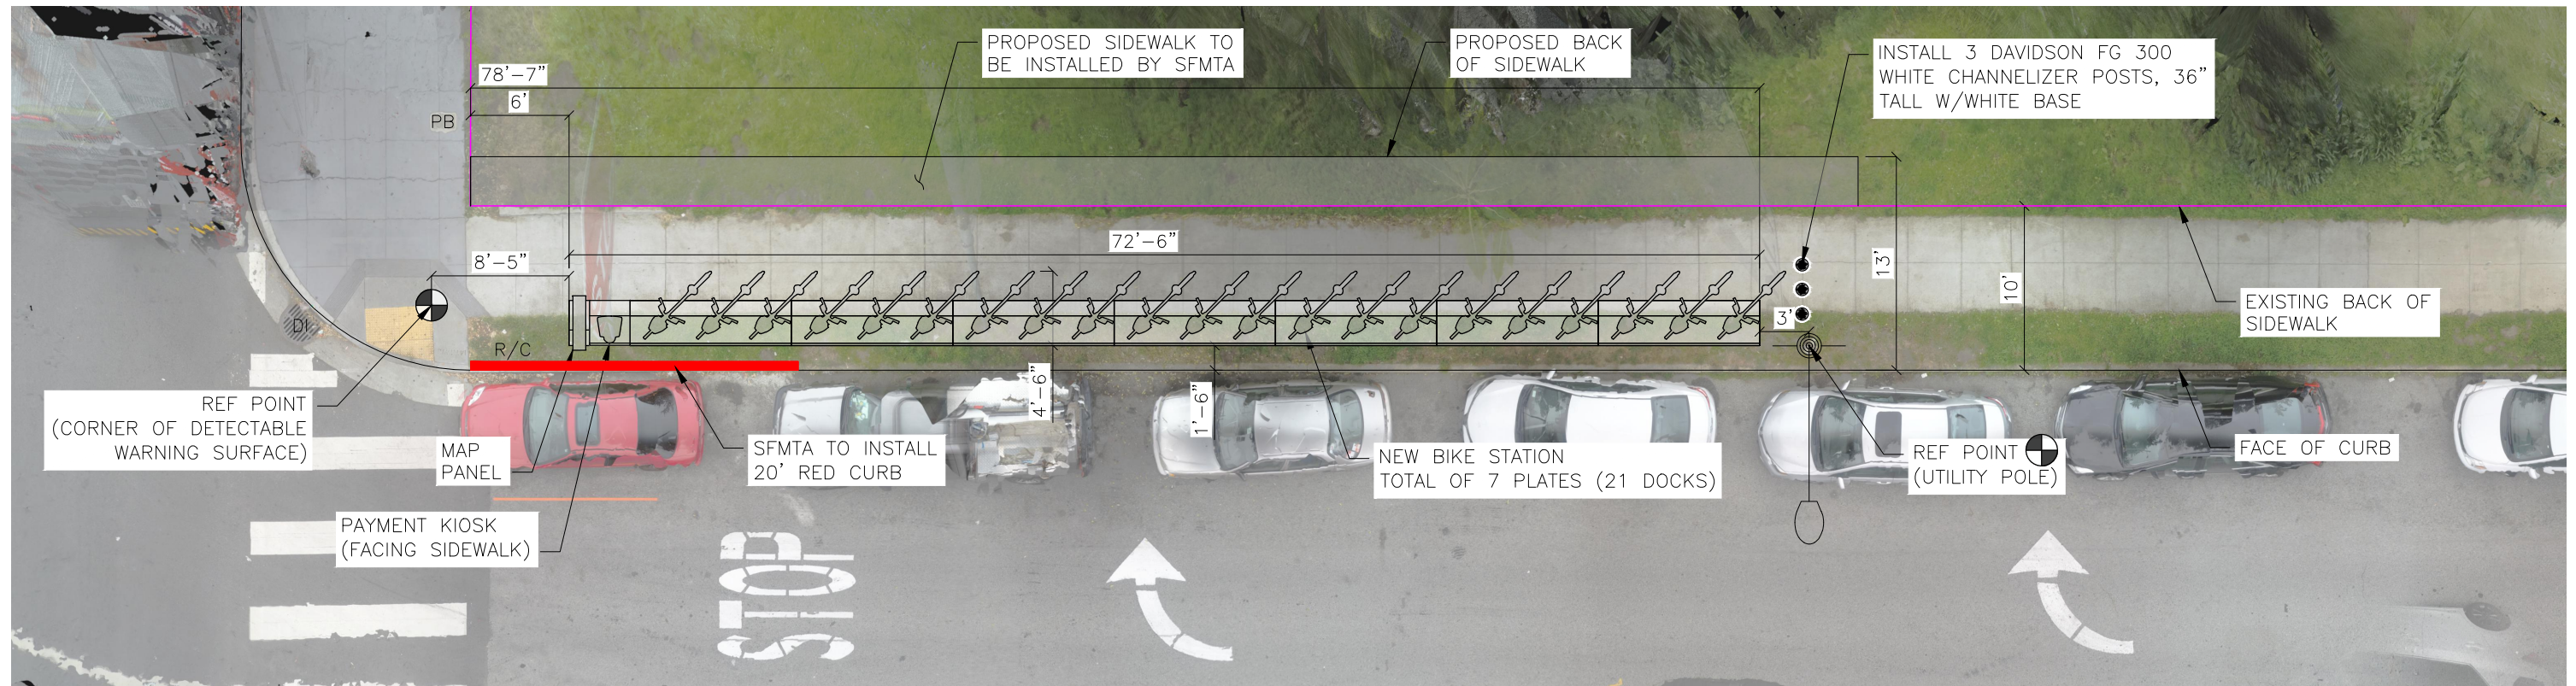 PROPOSED SIDEWALK TO
BE INSTALLED BY SFMTA
PROPOSED BACK
OF SIDEWALK
INSTALL 3 DAVIDSON FG 300
WHITE CHANNELIZER POSTS, 36"
TALL W/WHITE BASE
78'-7"
6'
PB
72'-6"
8'-5"
13'
10'
EXISTING BACK OF
SIDEWALK
3'
DI
R/C
4'-6"
1'-6"
REF POINT
(CORNER OF DETECTABLE
WARNING SURFACE)
MAP
PANEL
SFMTA TO INSTALL
20' RED CURB
NEW BIKE STATION
TOTAL OF 7 PLATES (21 DOCKS)
REF POINT
(UTILITY POLE)
FACE OF CURB
PAYMENT KIOSK
(FACING SIDEWALK)
STOP